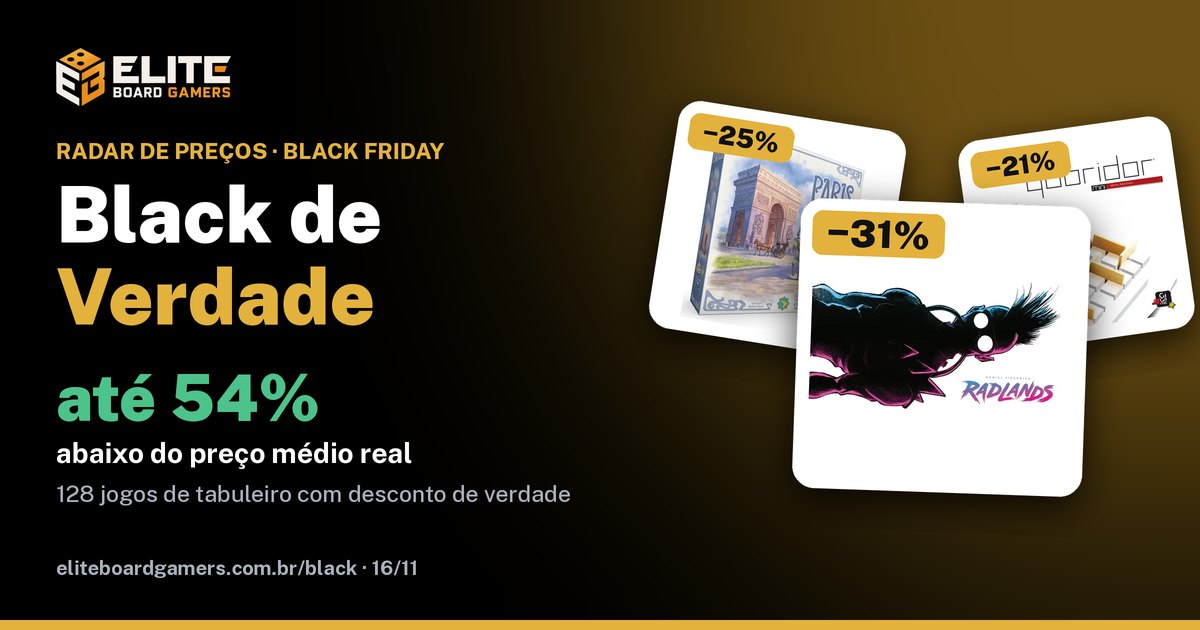 ELITE
BOARD GAMERS
RADAR DE PREÇOS · BLACK FRIDAY
Black de
Verdade
até 54%
abaixo do preço médio real
128 jogos de tabuleiro com desconto de verdade
eliteboardgamers.com.br/black · 16/11
−25%
PARIS
−21%
quoridor
mini
−31%
RADLANDS